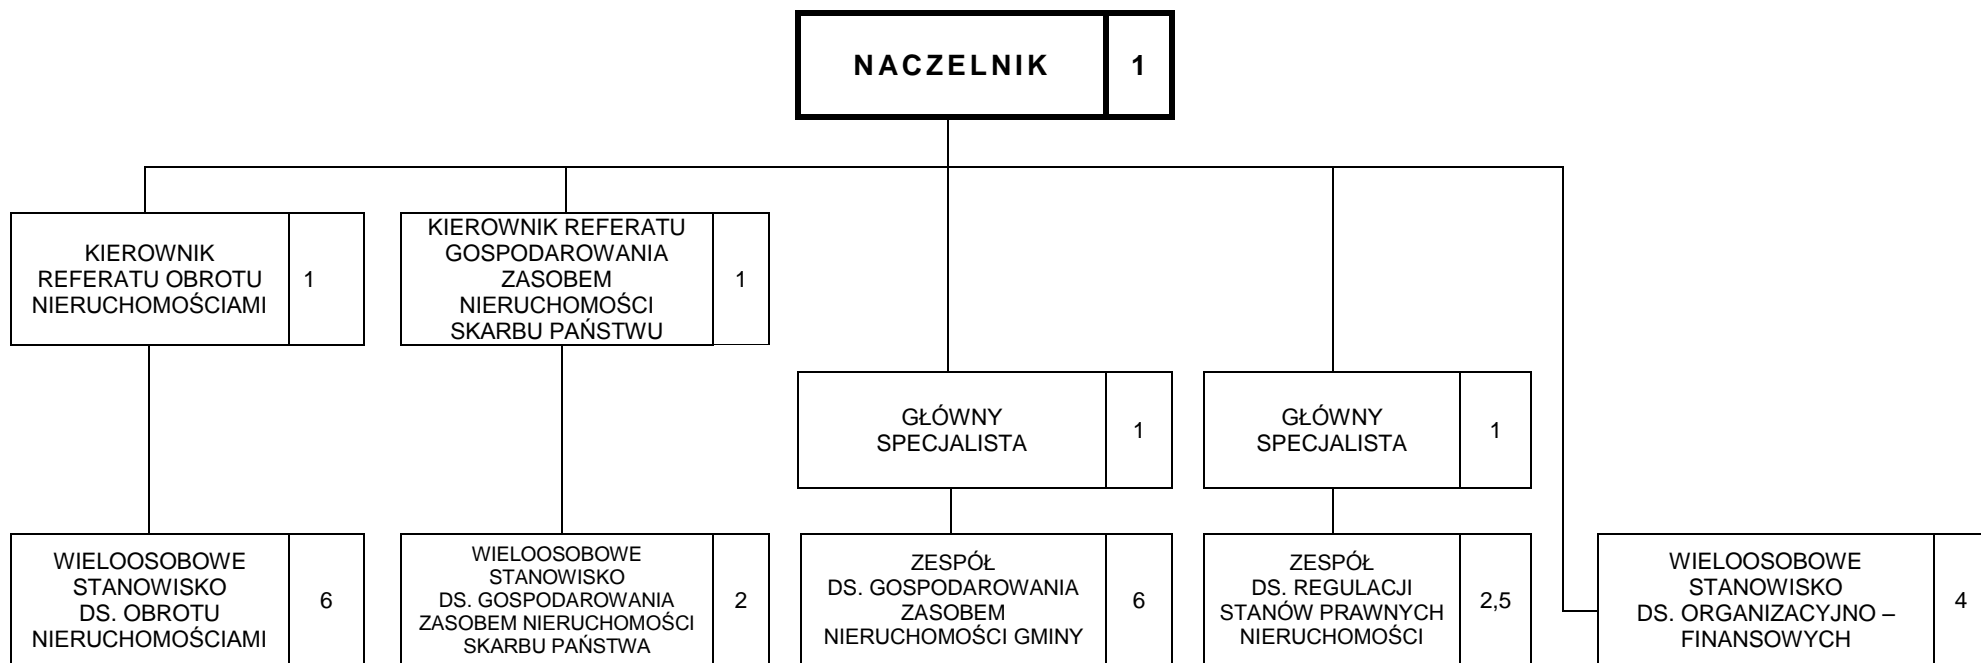 NACZELNIK
1
KIEROWNIK
REFERATU OBROTU
NIERUCHOMOŚCIAMI
1
KIEROWNIK REFERATU
GOSPODAROWANIA
ZASOBEM
NIERUCHOMOŚCI
SKARBU PAŃSTWU
1
GŁÓWNY
SPECJALISTA
1
GŁÓWNY
SPECJALISTA
1
WIELOOSOBOWE
STANOWISKO
DS. OBROTU
NIERUCHOMOŚCIAMI
6
WIELOOSOBOWE
STANOWISKO
DS. GOSPODAROWANIA
ZASOBEM NIERUCHOMOŚCI
SKARBU PAŃSTWA
2
ZESPÓŁ
DS. GOSPODAROWANIA
ZASOBEM
NIERUCHOMOŚCI GMINY
6
ZESPÓŁ
DS. REGULACJI
STANÓW PRAWNYCH
NIERUCHOMOŚCI
2,5
WIELOOSOBOWE
STANOWISKO
DS. ORGANIZACYJNO –
FINANSOWYCH
4